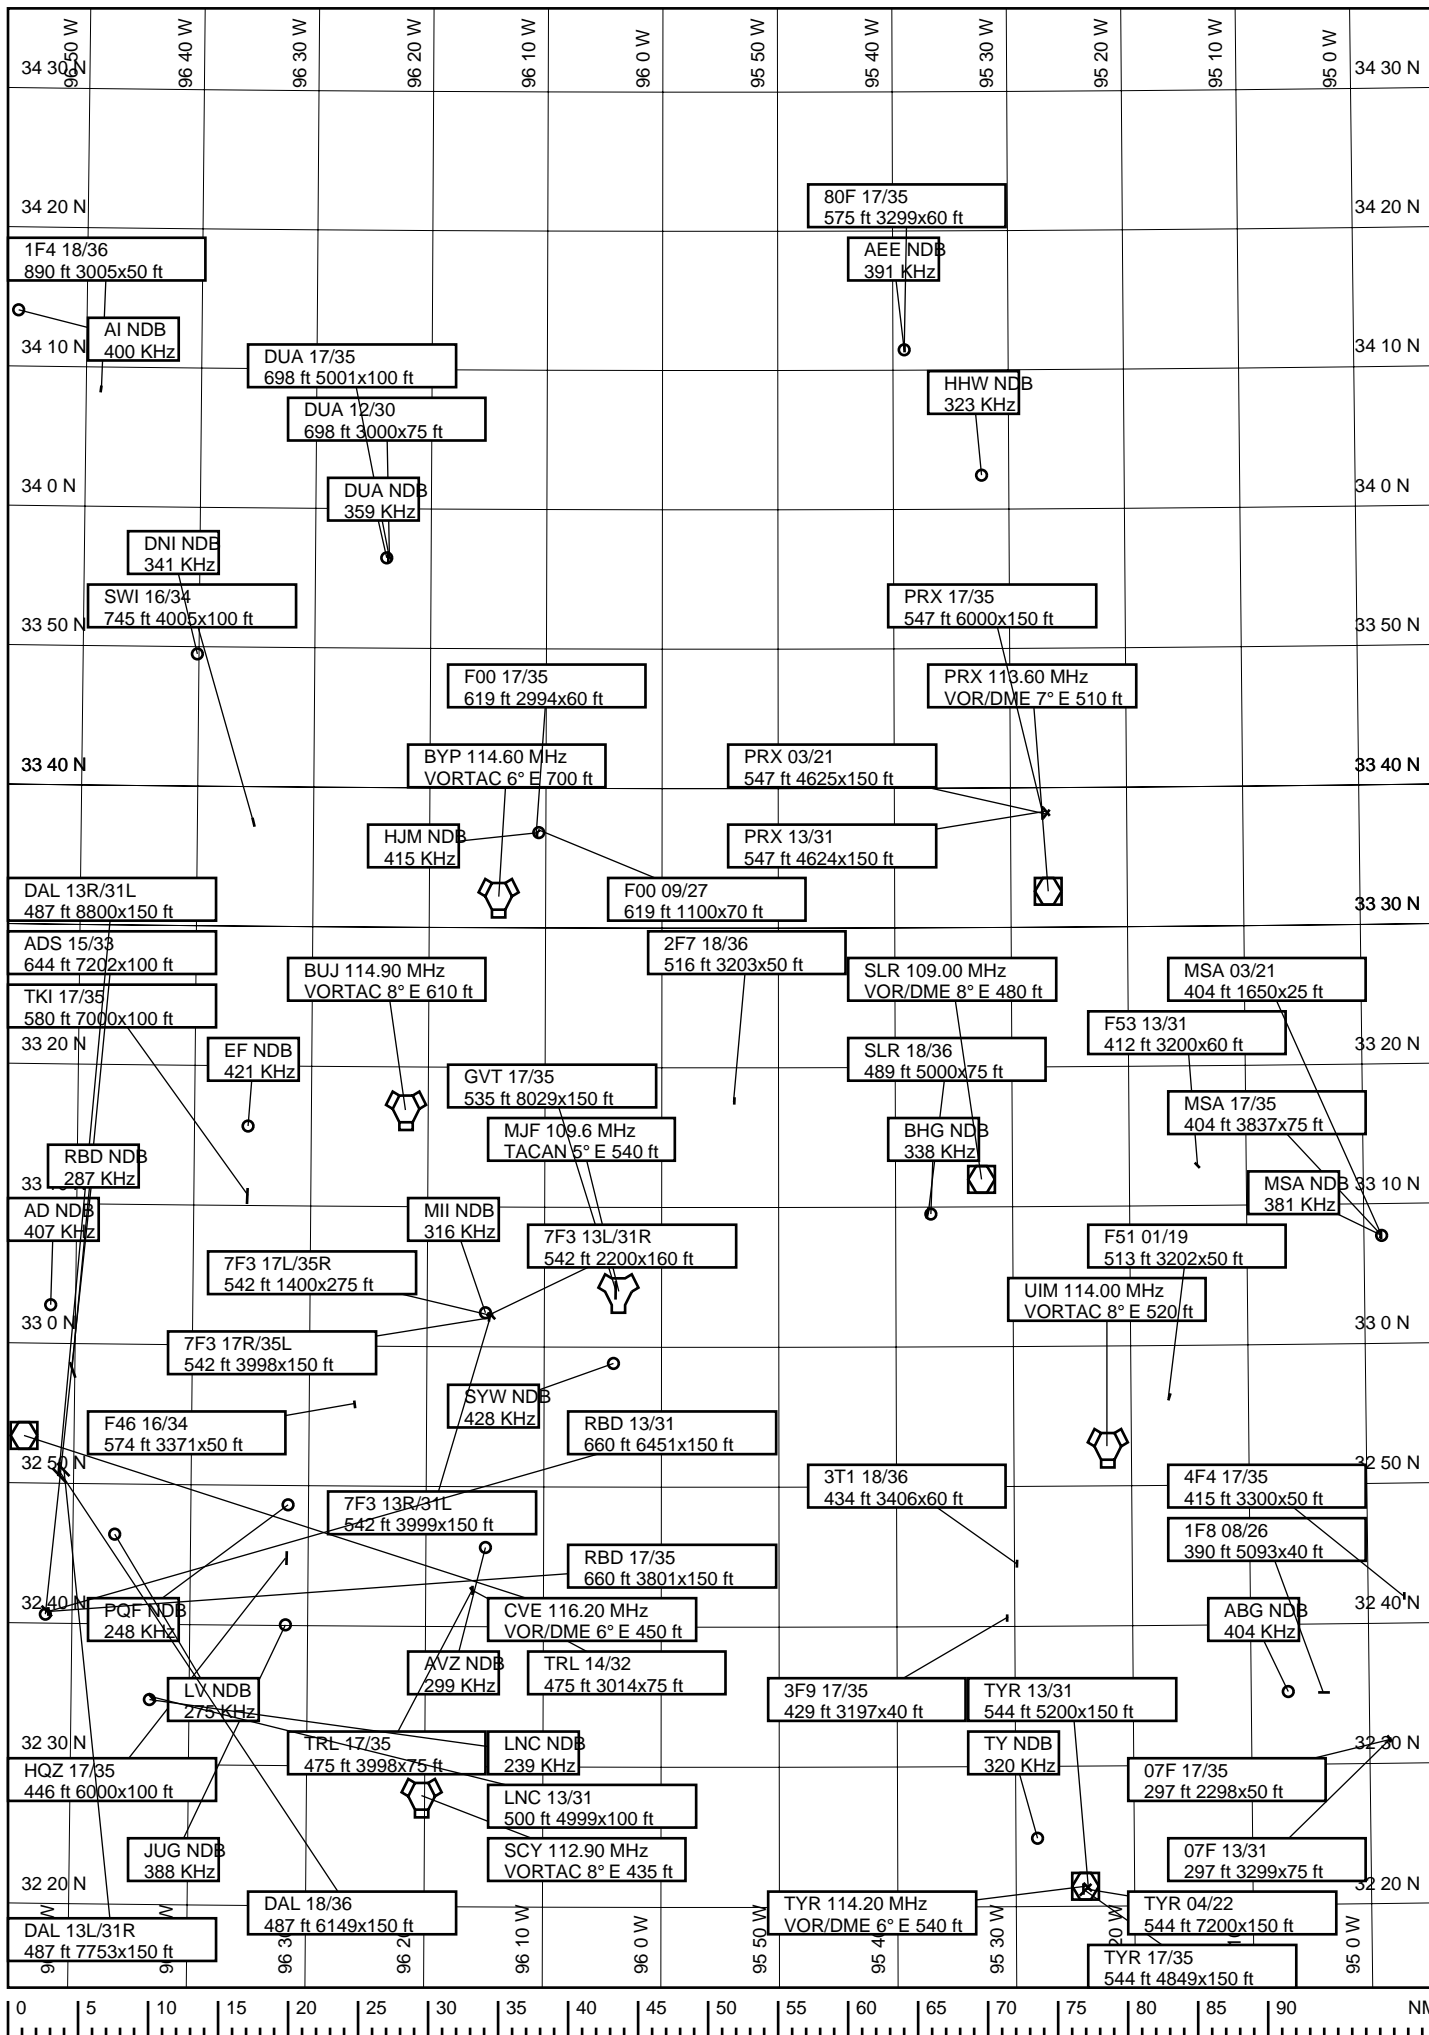 96 50 W
96 40 W
96 30 W
96 20 W
96 10 W
96 0 W
95 50 W
95 40 W
95 30 W
95 20 W
95 10 W
95 0 W
34 30 N
34 30 N
80F 17/35
575 ft 3299x60 ft
34 20 N
34 20 N
1F4 18/36
890 ft 3005x50 ft
AEE NDB
391 KHz
AI NDB
400 KHz
34 10 N
34 10 N
DUA 17/35
698 ft 5001x100 ft
HHW NDB
323 KHz
DUA 12/30
698 ft 3000x75 ft
34 0 N
34 0 N
DUA NDB
359 KHz
DNI NDB
341 KHz
SWI 16/34
745 ft 4005x100 ft
PRX 17/35
547 ft 6000x150 ft
33 50 N
33 50 N
F00 17/35
619 ft 2994x60 ft
PRX 113.60 MHz
VOR/DME 7° E 510 ft
BYP 114.60 MHz
VORTAC 6° E 700 ft
PRX 03/21
547 ft 4625x150 ft
33 40 N
33 40 N
HJM NDB
415 KHz
PRX 13/31
547 ft 4624x150 ft
DAL 13R/31L
487 ft 8800x150 ft
F00 09/27
619 ft 1100x70 ft
33 30 N
ADS 15/33
644 ft 7202x100 ft
2F7 18/36
516 ft 3203x50 ft
BUJ 114.90 MHz
VORTAC 8° E 610 ft
SLR 109.00 MHz
VOR/DME 8° E 480 ft
MSA 03/21
404 ft 1650x25 ft
TKI 17/35
580 ft 7000x100 ft
F53 13/31
412 ft 3200x60 ft
33 20 N
33 20 N
EF NDB
421 KHz
SLR 18/36
489 ft 5000x75 ft
GVT 17/35
535 ft 8029x150 ft
MSA 17/35
404 ft 3837x75 ft
MJF 109.6 MHz
TACAN 5° E 540 ft
BHG NDB
338 KHz
RBD NDB
287 KHz
MSA NDB
381 KHz
33 10 N
AD NDB
407 KHz
MII NDB
316 KHz
7F3 13L/31R
542 ft 2200x160 ft
F51 01/19
513 ft 3202x50 ft
7F3 17L/35R
542 ft 1400x275 ft
UIM 114.00 MHz
VORTAC 8° E 520 ft
33 0 N
33 0 N
7F3 17R/35L
542 ft 3998x150 ft
SYW NDB
428 KHz
F46 16/34
574 ft 3371x50 ft
RBD 13/31
660 ft 6451x150 ft
32 50 N
32 50 N
3T1 18/36
434 ft 3406x60 ft
4F4 17/35
415 ft 3300x50 ft
7F3 13R/31L
542 ft 3999x150 ft
1F8 08/26
390 ft 5093x40 ft
RBD 17/35
660 ft 3801x150 ft
32 40 N
32 40 N
PQF NDB
248 KHz
CVE 116.20 MHz
VOR/DME 6° E 450 ft
ABG NDB
404 KHz
AVZ NDB
299 KHz
TRL 14/32
475 ft 3014x75 ft
LV NDB
275 KHz
3F9 17/35
429 ft 3197x40 ft
TYR 13/31
544 ft 5200x150 ft
32 30 N
32 30 N
TRL 17/35
475 ft 3998x75 ft
LNC NDB
239 KHz
TY NDB
320 KHz
HQZ 17/35
446 ft 6000x100 ft
07F 17/35
297 ft 2298x50 ft
LNC 13/31
500 ft 4999x100 ft
JUG NDB
388 KHz
SCY 112.90 MHz
VORTAC 8° E 435 ft
07F 13/31
297 ft 3299x75 ft
32 20 N
32 20 N
DAL 18/36
487 ft 6149x150 ft
TYR 114.20 MHz
VOR/DME 6° E 540 ft
TYR 04/22
544 ft 7200x150 ft
DAL 13L/31R
487 ft 7753x150 ft
TYR 17/35
544 ft 4849x150 ft
96 10 W
96 0 W
95 50 W
95 30 W
95 0 W
0 5 10 15 20 25 30 35 40 45 50 55 60 65 70 75 80 85 90